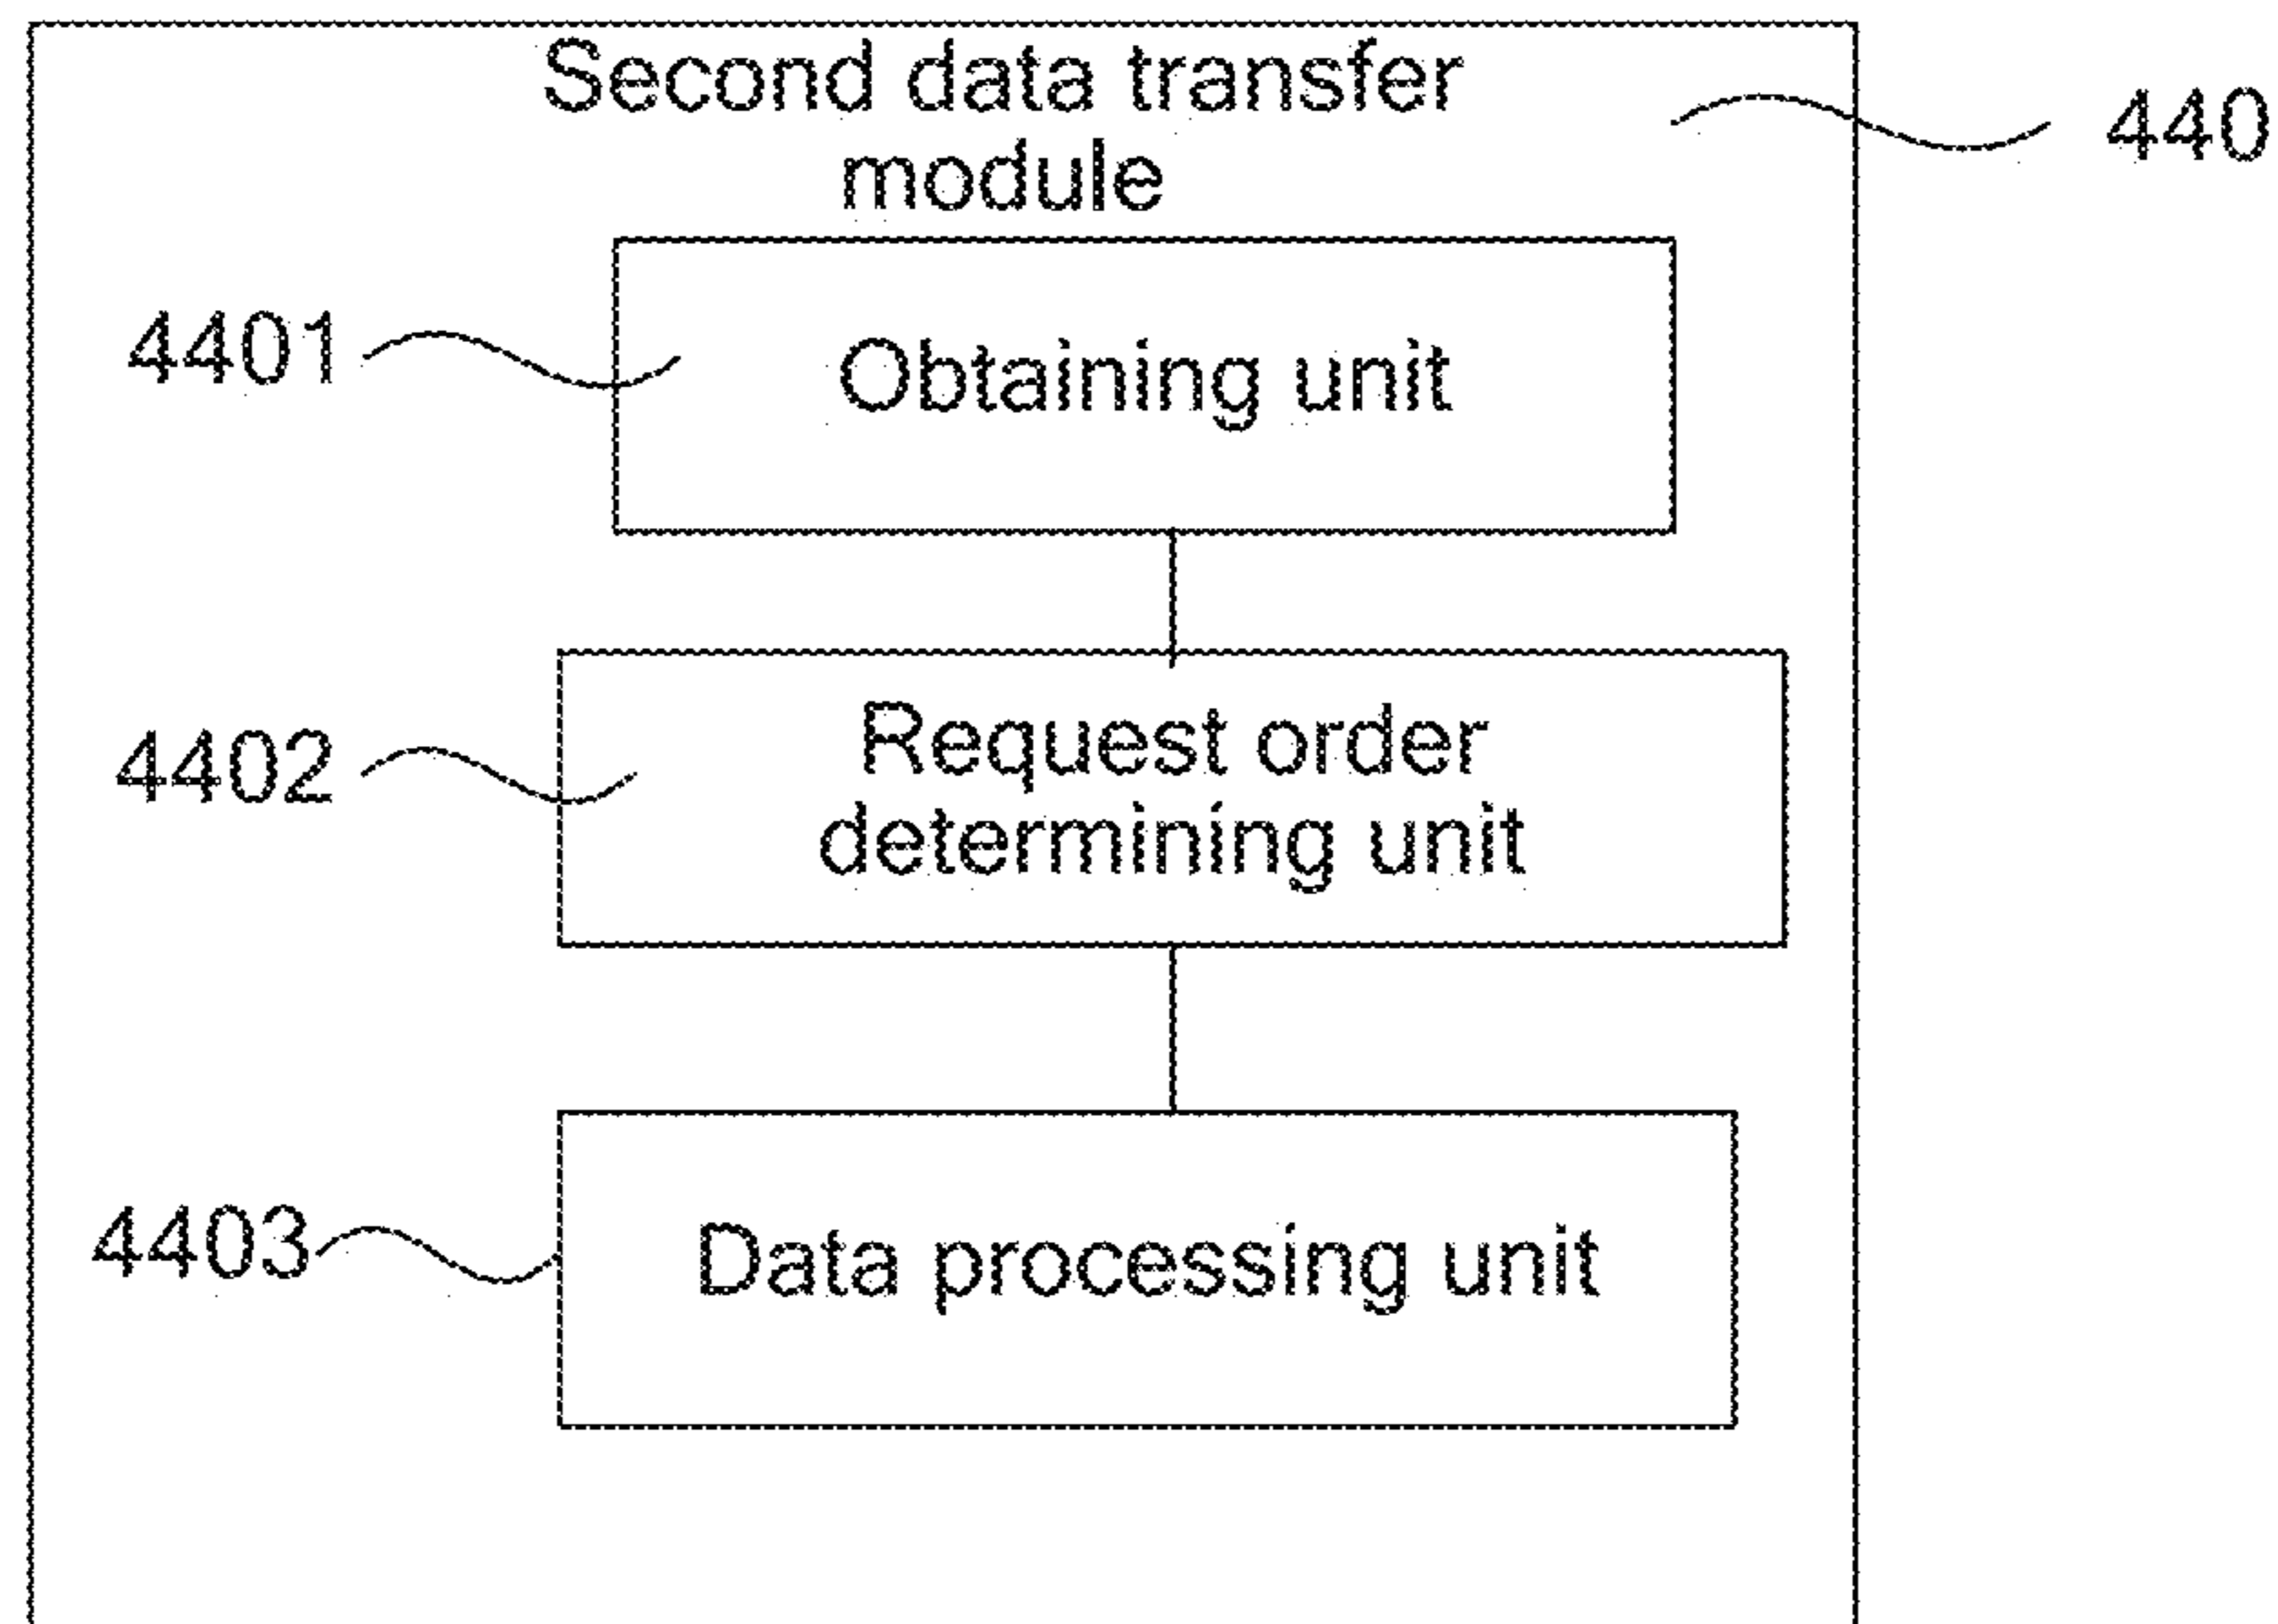 Second data transfer
module
440
4401
Obtaining unit
4402
Request order
determining unit
4403
Data processing unit